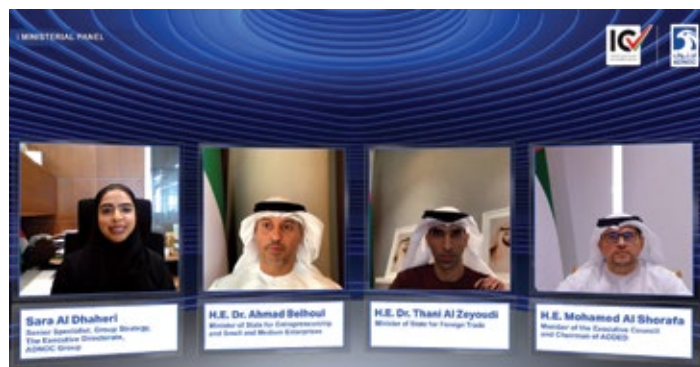 MINISTERIAL PANEL
ICV
ADNOC
Sara Al Dhaheri
Senior Specialist, Group Strategy,
The Executive Directorate,
ADNOC Group
H.E. Dr. Ahmad Belhoul
Minister of State for Entrepreneurship
and Small and Medium Enterprises
H.E. Dr. Thani Al Zeyoudi
Minister of State for Foreign Trade
H.E. Mohamed Al Shorafa
Member of the Executive Council
and Chairman of ADDED